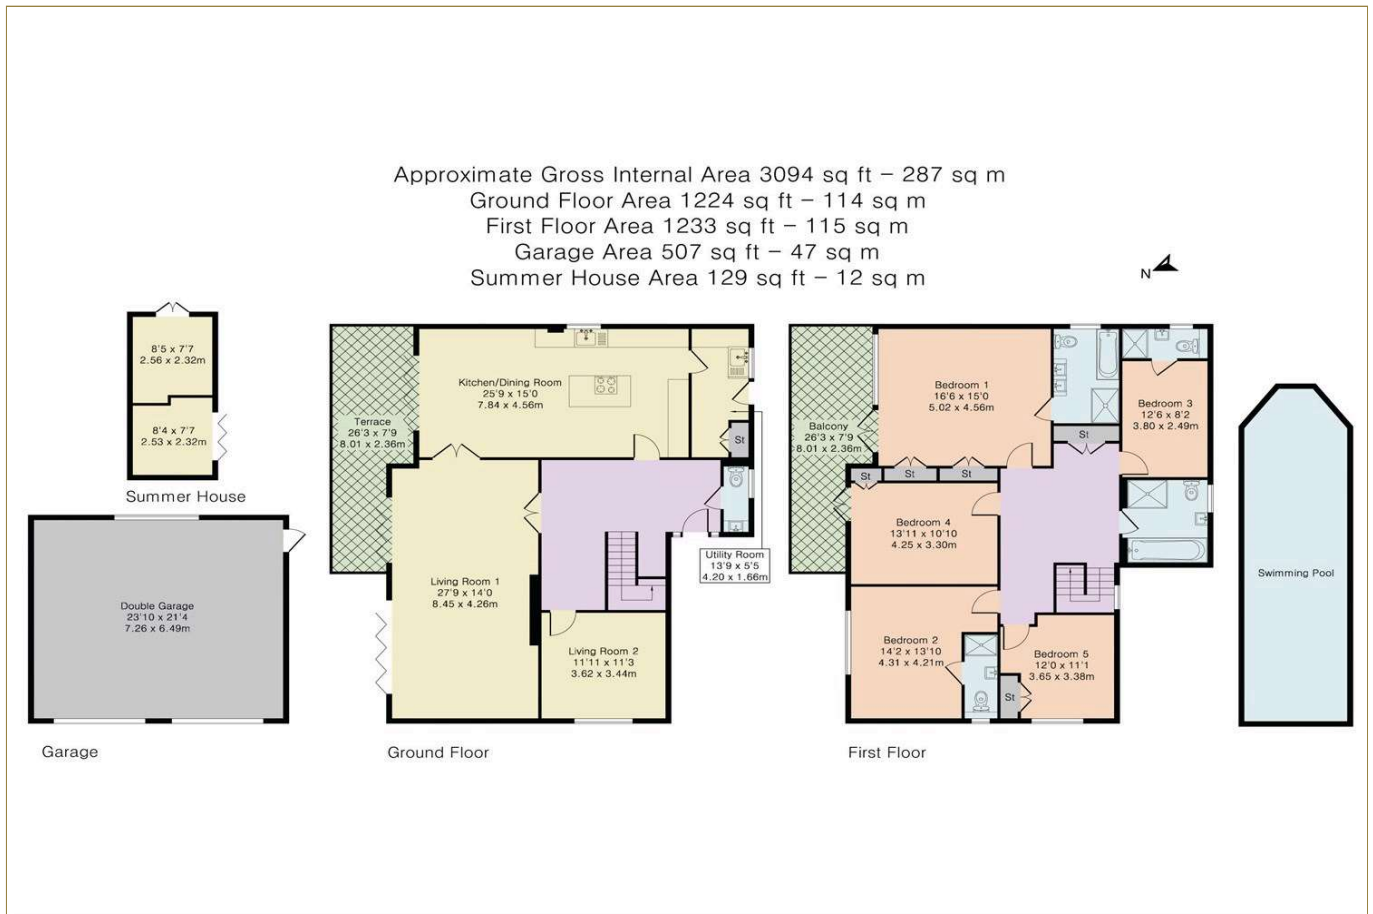 Approximate Gross Internal Area 3094 sq ft – 287 sq m
Ground Floor Area 1224 sq ft – 114 sq m
First Floor Area 1233 sq ft – 115 sq m
Garage Area 507 sq ft – 47 sq m
Summer House Area 129 sq ft – 12 sq m
N
8'5 x 7'7
2.56 x 2.32m
8'4 x 7'7
2.53 x 2.32m
Summer House
Double Garage
23'10 x 21'4
7.26 x 6.49m
Garage
Terrace
26'3 x 7'9
8.01 x 2.36m
Kitchen/Dining Room
25'9 x 15'0
7.84 x 4.56m
St
Utility Room
13'9 x 5'5
4.20 x 1.66m
Living Room 1
27'9 x 14'0
8.45 x 4.26m
Living Room 2
11'11 x 11'3
3.62 x 3.44m
Ground Floor
Balcony
26'3 x 7'9
8.01 x 2.36m
Bedroom 1
16'6 x 15'0
5.02 x 4.56m
Bedroom 3
12'6 x 8'2
3.80 x 2.49m
St
St
St
St
Bedroom 4
13'11 x 10'10
4.25 x 3.30m
Bedroom 2
14'2 x 13'10
4.31 x 4.21m
Bedroom 5
12'0 x 11'1
3.65 x 3.38m
St
First Floor
Swimming Pool